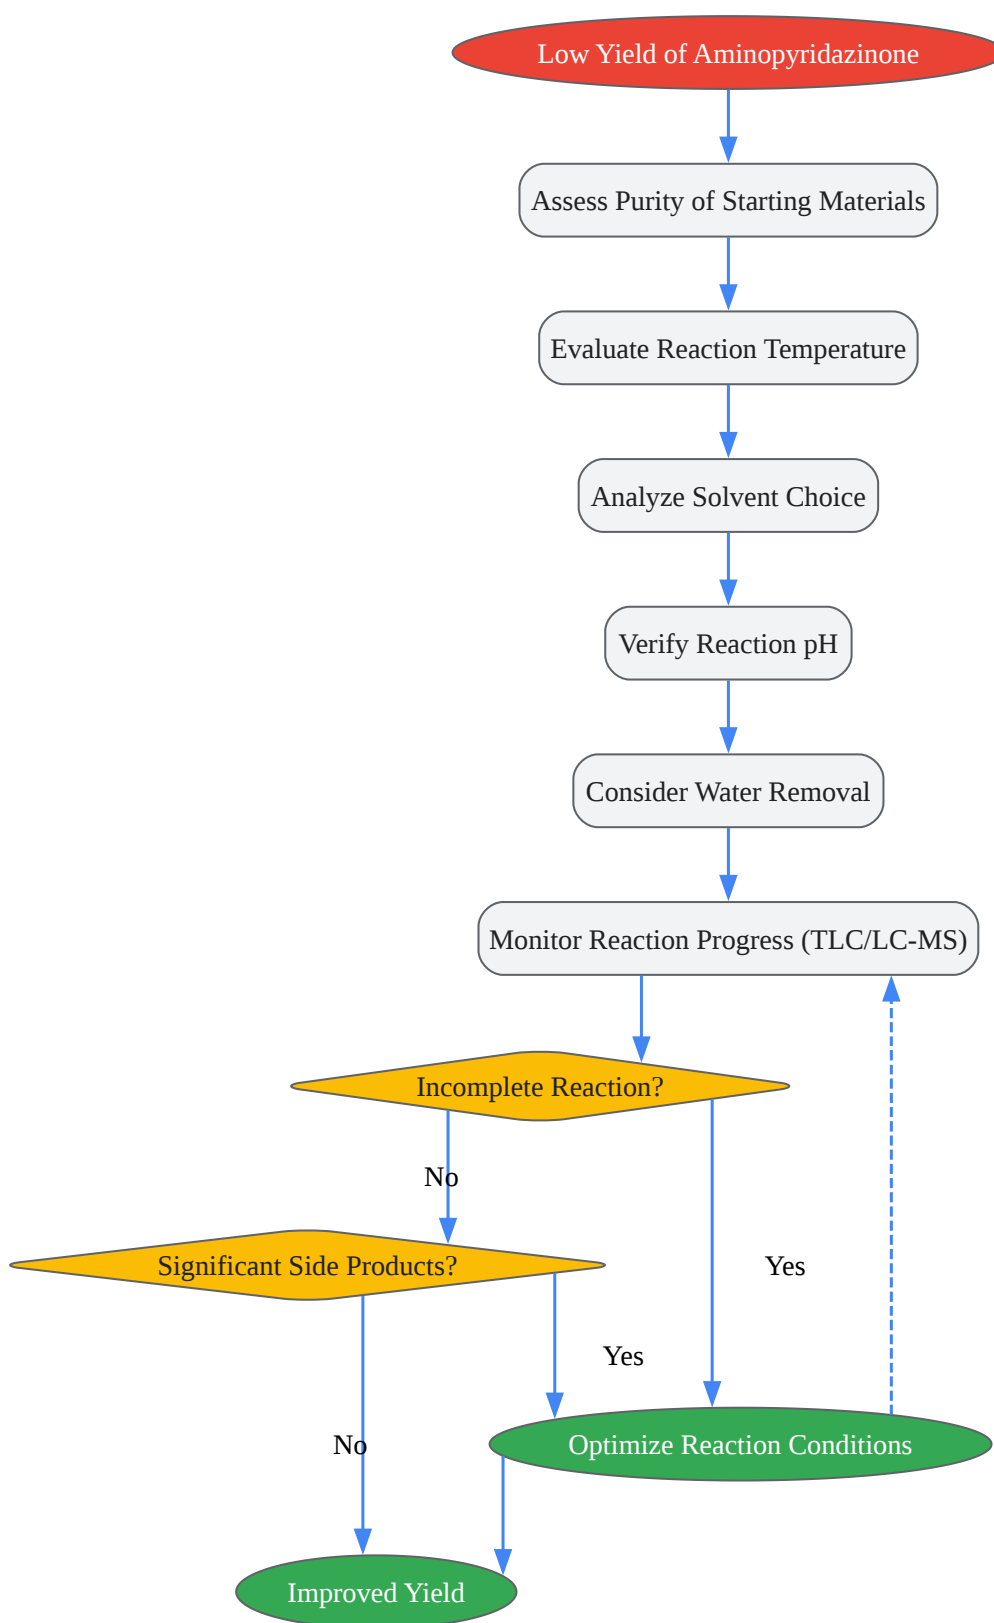 Low Yield of Aminopyridazinone
Assess Purity of Starting Materials
Evaluate Reaction Temperature
Analyze Solvent Choice
Verify Reaction pH
Consider Water Removal
Monitor Reaction Progress (TLC/LC-MS)
Incomplete Reaction?
No
Significant Side Products?
Yes
Yes
No
Optimize Reaction Conditions
Improved Yield